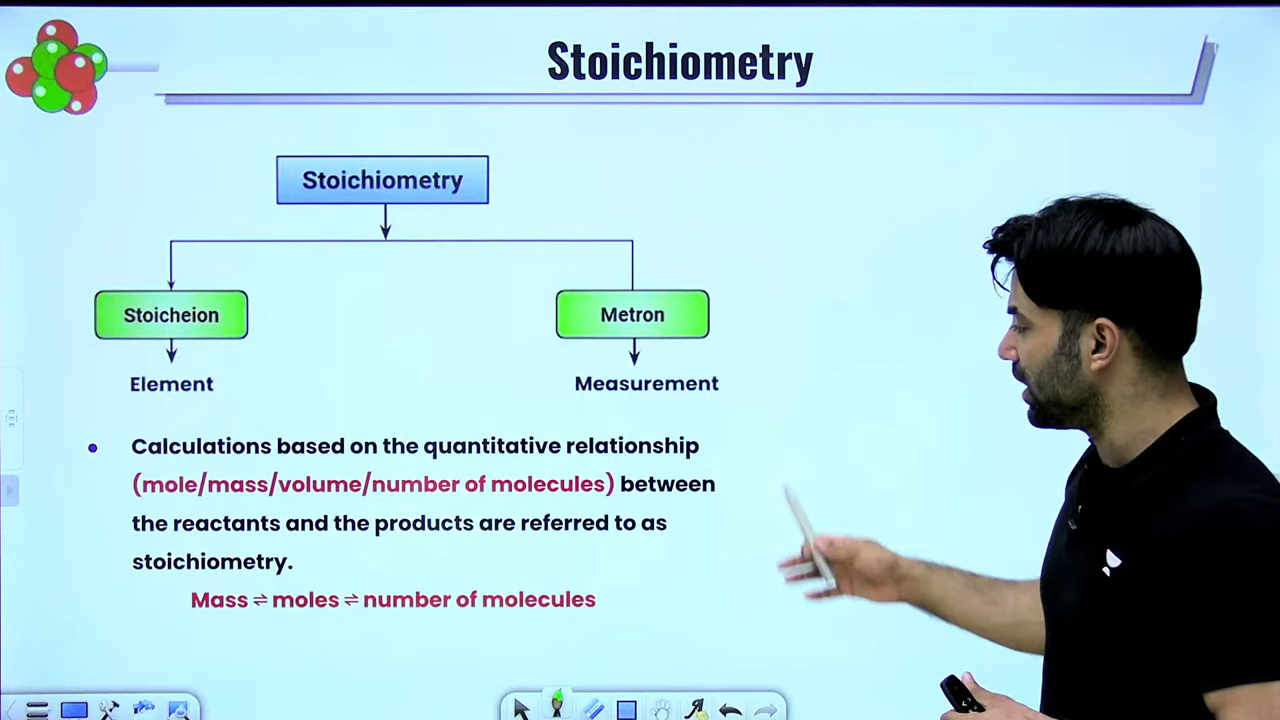 Stoichiometry
Stoichiometry
Stoicheion
Metron
Element
Measurement
• Calculations based on the quantitative relationship
(mole/mass/volume/number of molecules) between
the reactants and the products are referred to as
stoichiometry.
Mass ⇌ moles ⇌ number of molecules